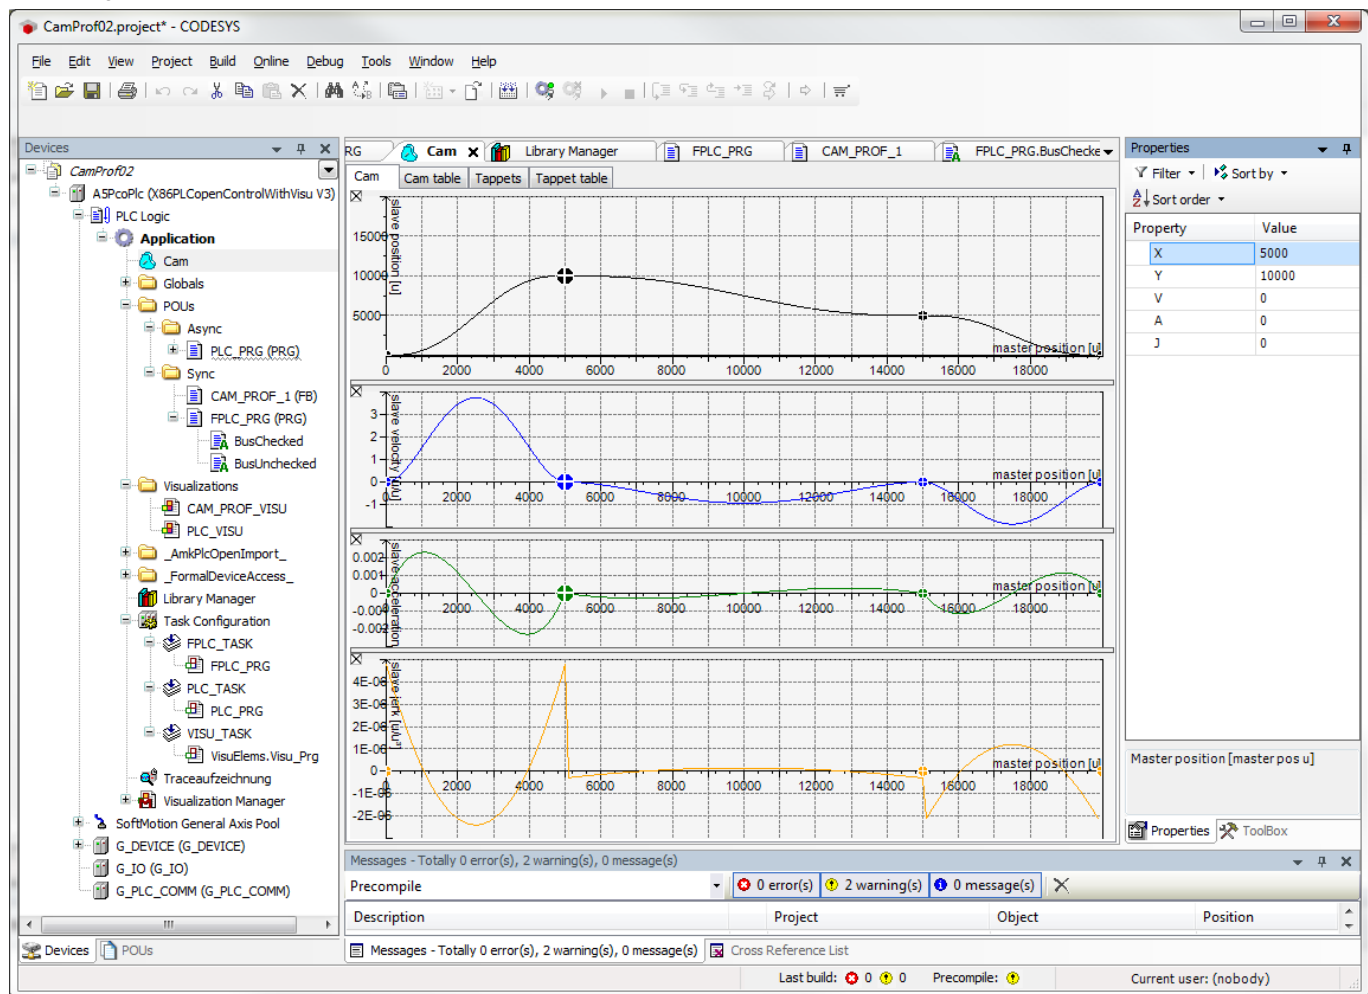 CamProf02.project* - CODESYS
File Edit View Project Build Online Debug Tools Window Help
Devices
CamProf02
A5PcoPlc (X86PLCopenControlWithVisu V3)
PLC Logic
Application
Cam
Globals
POUs
Async
PLC_PRG (PRG)
Sync
CAM_PROF_1 (FB)
FPLC_PRG (PRG)
BusChecked
BusUnchecked
Visualizations
CAM_PROF_VISU
PLC_VISU
_AmkPlcOpenImport_
_FormalDeviceAccess_
Library Manager
Task Configuration
FPLC_TASK
FPLC_PRG
PLC_TASK
PLC_PRG
VISU_TASK
VisuElems.Visu_Prg
Traceaufzeichnung
Visualization Manager
SoftMotion General Axis Pool
G_DEVICE (G_DEVICE)
G_IO (G_IO)
G_PLC_COMM (G_PLC_COMM)
Devices POUs
RG Cam Library Manager FPLC_PRG CAM_PROF_1 FPLC_PRG.BusChecke
Cam Cam table Tappets Tappet table
slave position [u]
15000
10000
5000
master position [u]
0 2000 4000 6000 8000 10000 12000 14000 16000 18000
slave velocity [u/u]
3
2
1
0
-1
master position [u]
2000 4000 6000 8000 10000 12000 14000 16000 18000
slave acceleration
0.002
0.001
0
-0.002
master position [u]
2000 4000 6000 8000 10000 12000 14000 16000 18000
slave jerk [u/u³]
4E-06
3E-06
2E-06
1E-06
0
-1E-06
-2E-06
master position [u]
2000 4000 6000 8000 10000 12000 14000 16000 18000
Properties
Filter Sort by
Sort order
Property Value
X 5000
Y 10000
V 0
A 0
J 0
Master position [master pos u]
Properties ToolBox
Messages - Totally 0 error(s), 2 warning(s), 0 message(s)
Precompile 0 error(s) 2 warning(s) 0 message(s)
Description Project Object Position
Messages - Totally 0 error(s), 2 warning(s), 0 message(s) Cross Reference List
Last build: 0 0 Precompile: Current user: (nobody)